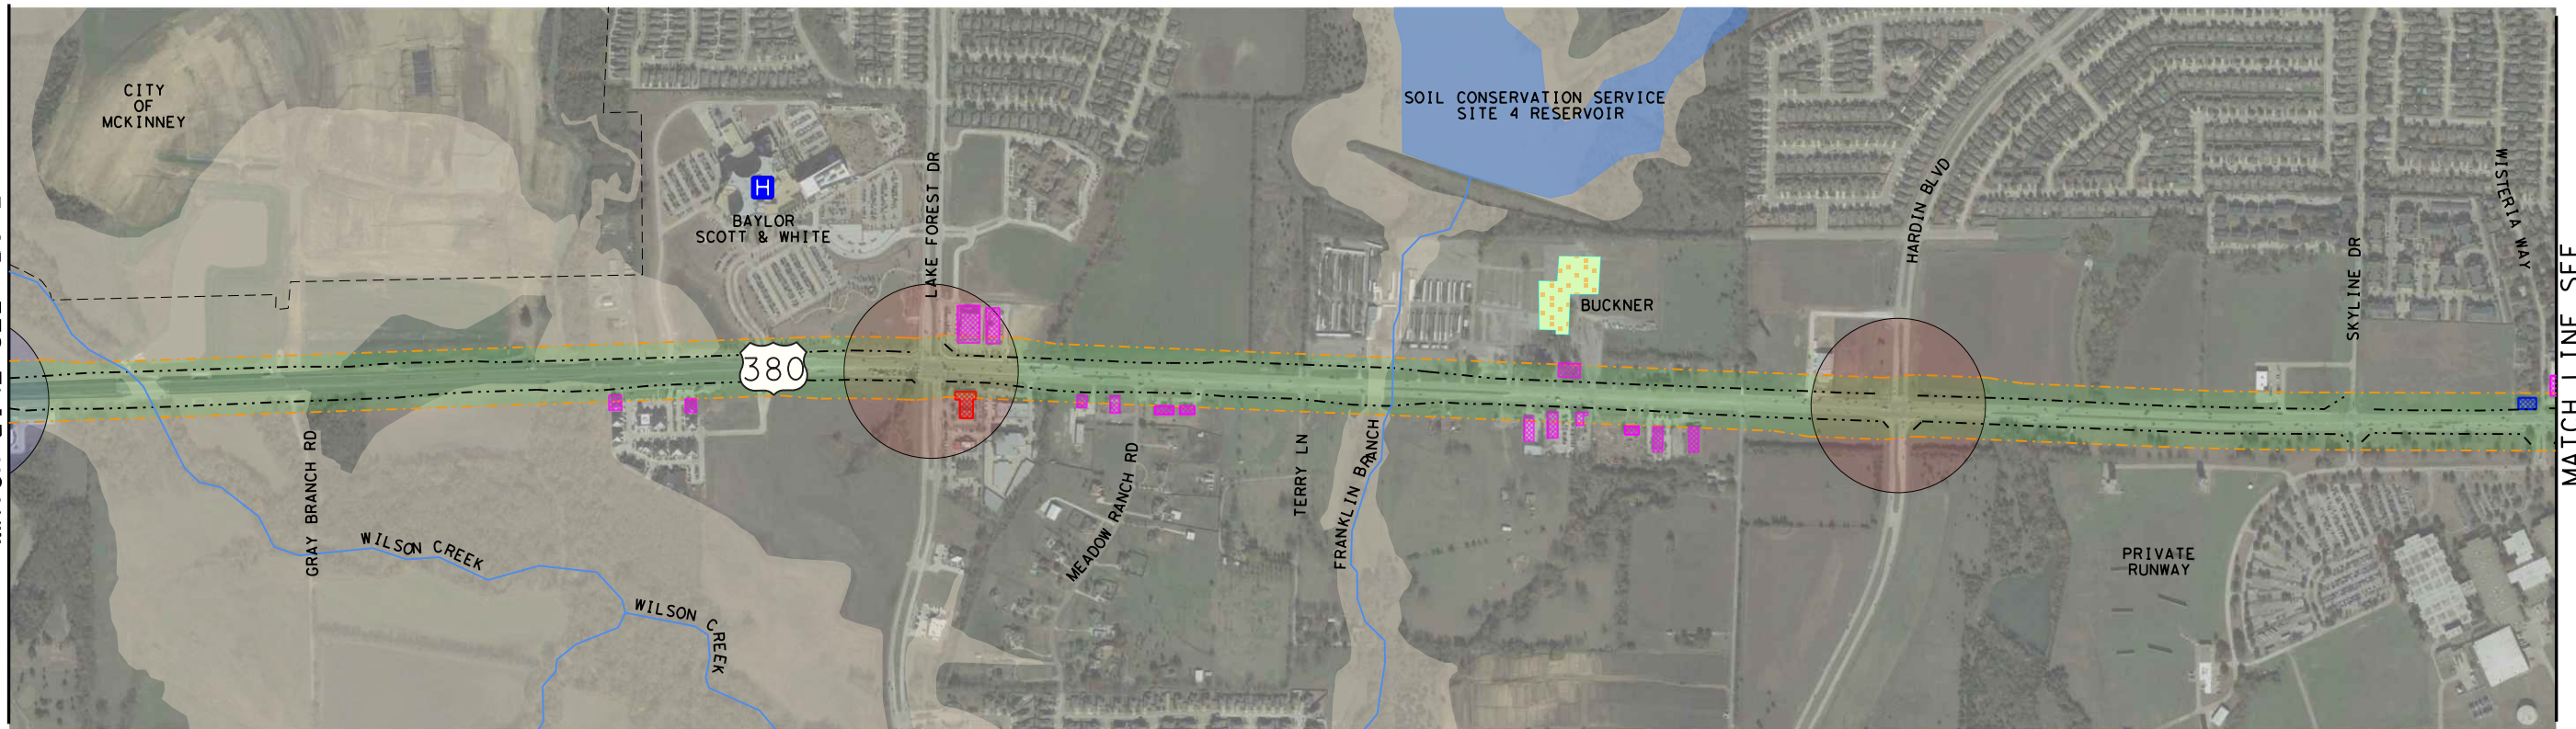 CITY
OF
MCKINNEY
H
BAYLOR
SCOTT & WHITE
LAKE FOREST DR
SOIL CONSERVATION SERVICE
SITE 4 RESERVOIR
HARDIN BLVD
WISTERIA WAY
SKYLINE DR
BUCKNER
380
GRAY BRANCH RD
WILSON CREEK
WILSON CREEK
MEADOW RANCH RD
TERRY LN
FRANKLIN BRANCH
PRIVATE
RUNWAY
MATCH LINE SEE